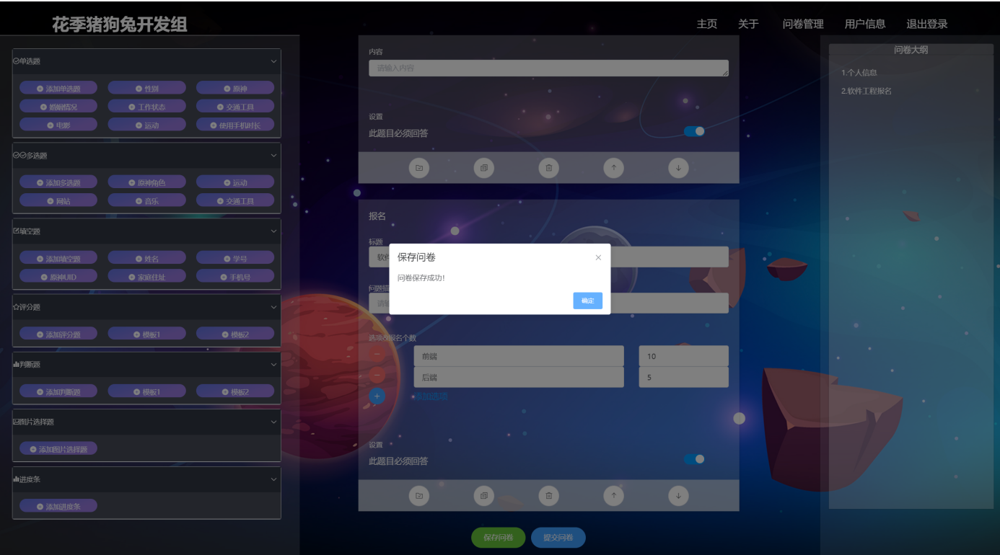 花季猪狗兔开发组
主页 关于 问卷管理 用户信息 退出登录
单选题
添加单选题 性别 原神
婚姻情况 工作状态 交通工具
电影 运动 使用手机时长
多选题
添加多选题 原神角色 运动
网站 音乐 交通工具
填空题
添加填空题 姓名 学号
原神UID 家庭住址 手机号
评分题
添加评分题 模板1 模板2
判断题
添加判断题 模板1 模板2
图片选择题
添加图片选择题
进度条
添加进度条
内容
请输入内容
设置
此题目必须回答
报名
标题
软件
问题描
请输
选项&报名个数
前端 10
后端 5
添加选项
设置
此题目必须回答
保存问卷 提交问卷
保存问卷
问卷保存成功!
确定
问卷大纲
1.个人信息
2.软件工程报名